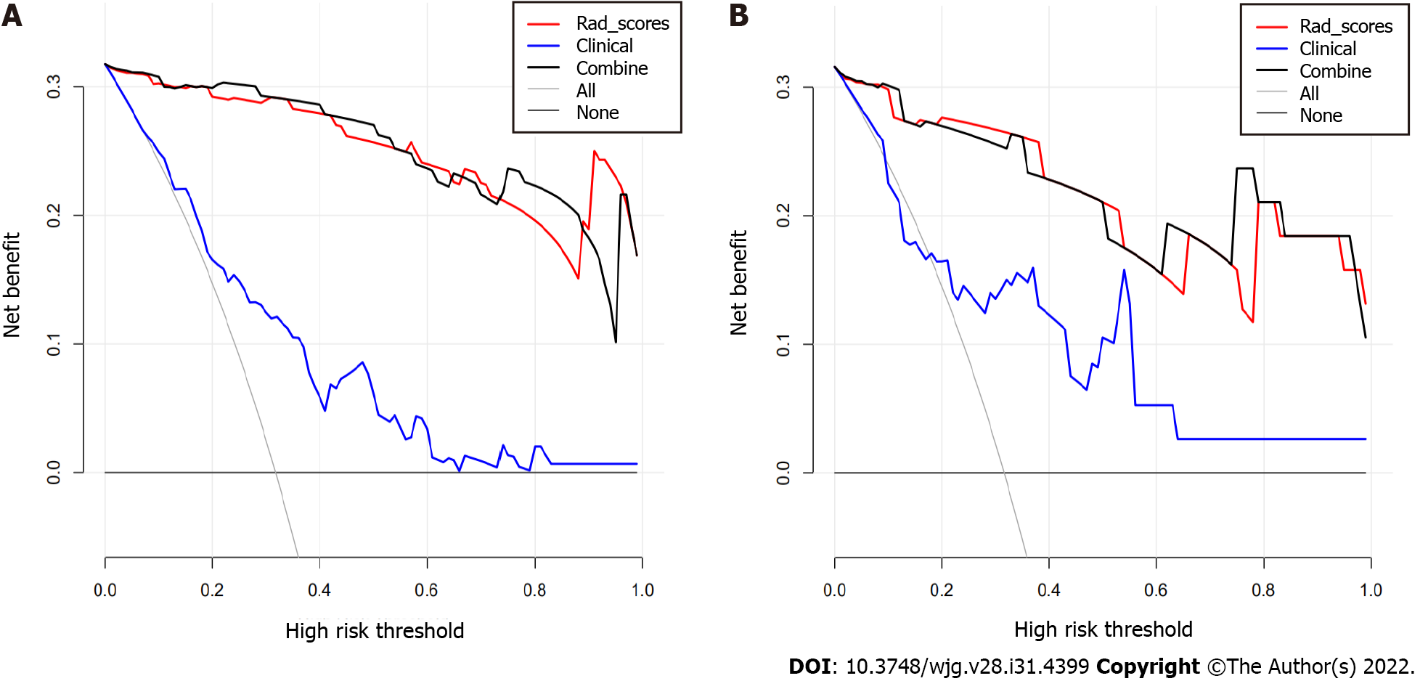 A
Rad_scores
Clinical
Combine
All
None
Net benefit
0.3
0.2
0.1
0.0
0.0 0.2 0.4 0.6 0.8 1.0
High risk threshold
B
Rad_scores
Clinical
Combine
All
None
Net benefit
0.3
0.2
0.1
0.0
0.0 0.2 0.4 0.6 0.8 1.0
High risk threshold
DOI: 10.3748/wjg.v28.i31.4399 Copyright ©The Author(s) 2022.